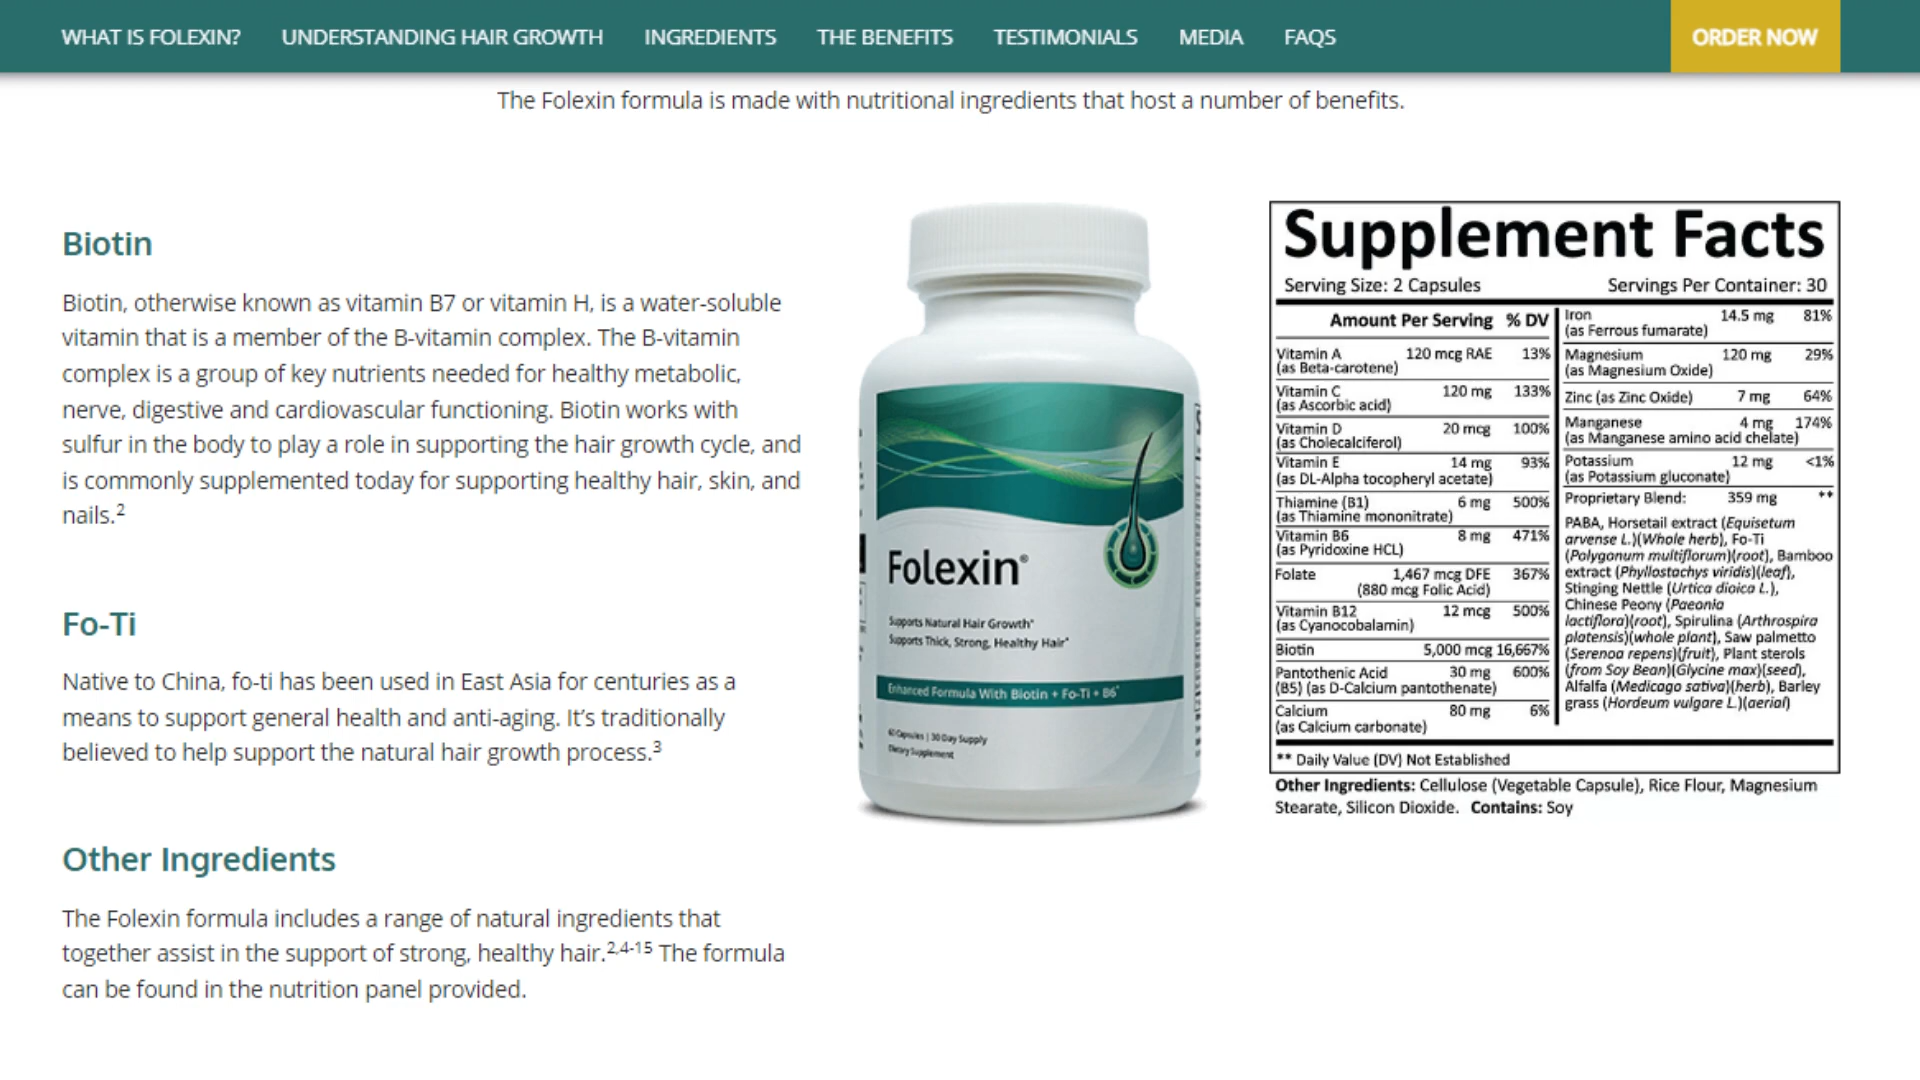 WHAT IS FOLEXIN? UNDERSTANDING HAIR GROWTH INGREDIENTS THE BENEFITS TESTIMONIALS MEDIA FAQS ORDER NOW
The Folexin formula is made with nutritional ingredients that host a number of benefits.
Biotin
Biotin, otherwise known as vitamin B7 or vitamin H, is a water-soluble
vitamin that is a member of the B-vitamin complex. The B-vitamin
complex is a group of key nutrients needed for healthy metabolic,
nerve, digestive and cardiovascular functioning. Biotin works with
sulfur in the body to play a role in supporting the hair growth cycle, and
is commonly supplemented today for supporting healthy hair, skin, and
nails.2
Fo-Ti
Native to China, fo-ti has been used in East Asia for centuries as a
means to support general health and anti-aging. It’s traditionally
believed to help support the natural hair growth process.3
Other Ingredients
The Folexin formula includes a range of natural ingredients that
together assist in the support of strong, healthy hair.2,4-15 The formula
can be found in the nutrition panel provided.
Folexin®
Supports Natural Hair Growth*
Supports Thick, Strong, Healthy Hair*
Enhanced Formula With Biotin + Fo-Ti + B6*
60 Capsules | 30 Day Supply
Dietary Supplement
Supplement Facts
Serving Size: 2 Capsules Servings Per Container: 30
Amount Per Serving % DV
Vitamin A 120 mcg RAE 13%
(as Beta-carotene)
Vitamin C 120 mg 133%
(as Ascorbic acid)
Vitamin D 20 mcg 100%
(as Cholecalciferol)
Vitamin E 14 mg 93%
(as DL-Alpha tocopheryl acetate)
Thiamine (B1) 6 mg 500%
(as Thiamine mononitrate)
Vitamin B6 8 mg 471%
(as Pyridoxine HCL)
Folate 1,467 mcg DFE 367%
(880 mcg Folic Acid)
Vitamin B12 12 mcg 500%
(as Cyanocobalamin)
Biotin 5,000 mcg 16,667%
Pantothenic Acid 30 mg 600%
(B5) (as D-Calcium pantothenate)
Calcium 80 mg 6%
(as Calcium carbonate)
Iron 14.5 mg 81%
(as Ferrous fumarate)
Magnesium 120 mg 29%
(as Magnesium Oxide)
Zinc (as Zinc Oxide) 7 mg 64%
Manganese 4 mg 174%
(as Manganese amino acid chelate)
Potassium 12 mg <1%
(as Potassium gluconate)
Proprietary Blend: 359 mg **
PABA, Horsetail extract (Equisetum
arvense L.)(Whole herb), Fo-Ti
(Polygonum multiflorum)(root), Bamboo
extract (Phyllostachys viridis)(leaf),
Stinging Nettle (Urtica dioica L.),
Chinese Peony (Paeonia
lactiflora)(root), Spirulina (Arthrospira
platensis)(whole plant), Saw palmetto
(Serenoa repens)(fruit), Plant sterols
(from Soy Bean)(Glycine max)(seed),
Alfalfa (Medicago sativa)(herb), Barley
grass (Hordeum vulgare L.)(aerial)
** Daily Value (DV) Not Established
Other Ingredients: Cellulose (Vegetable Capsule), Rice Flour, Magnesium
Stearate, Silicon Dioxide. Contains: Soy